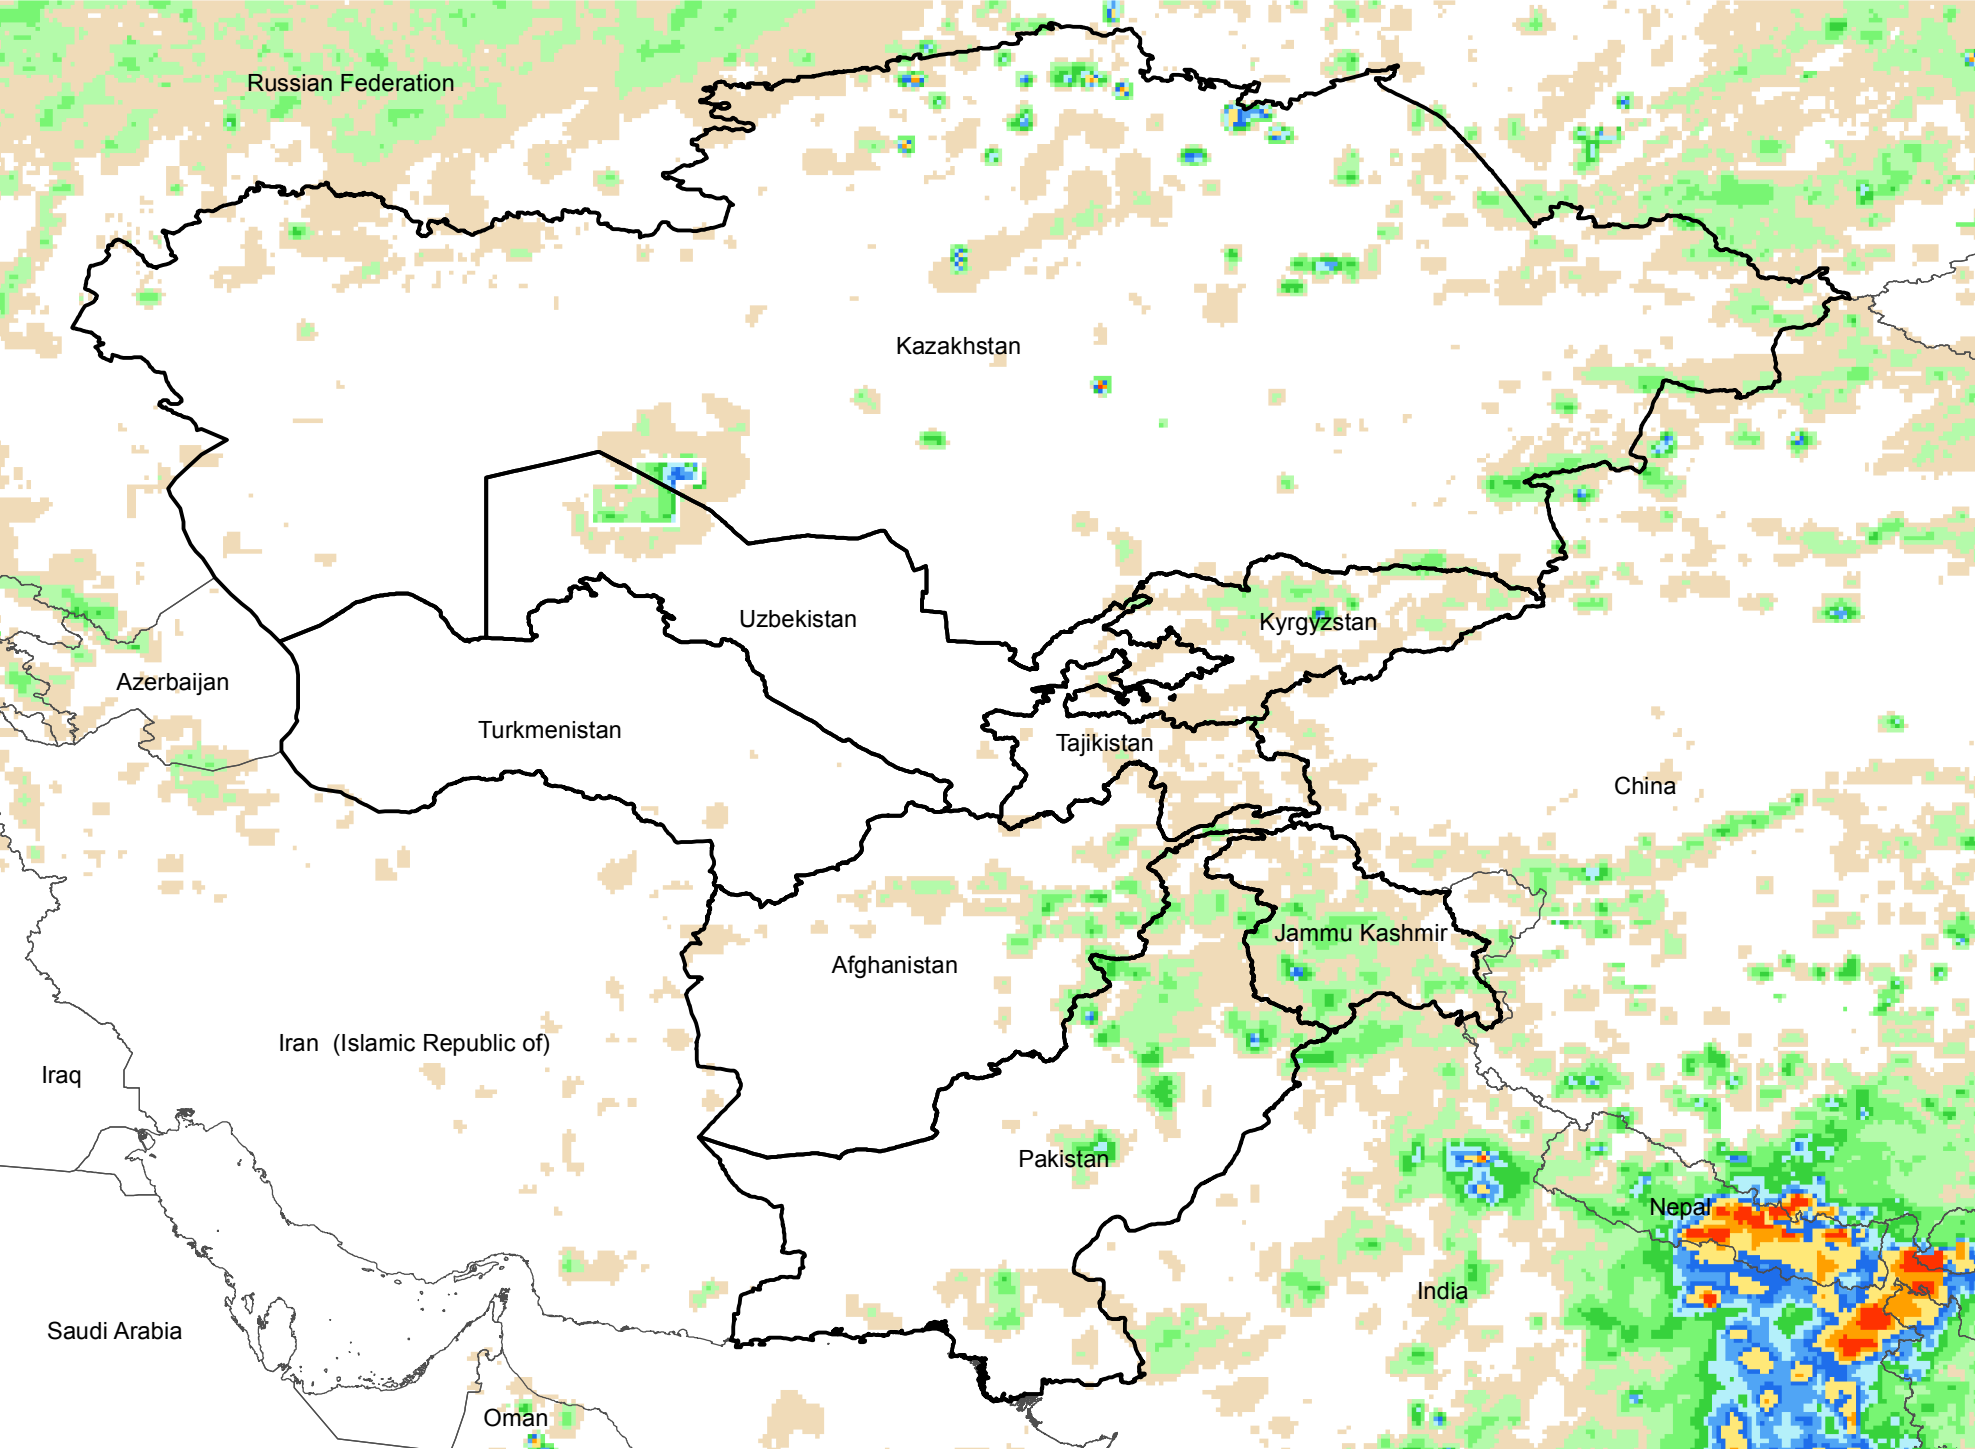 Russian Federation
Kazakhstan
Uzbekistan
Kyrgyzstan
Azerbaijan
Turkmenistan
Tajikistan
China
Jammu Kashmir
Afghanistan
Iran  (Islamic Republic of)
Iraq
Pakistan
Nepal
India
Saudi Arabia
Oman